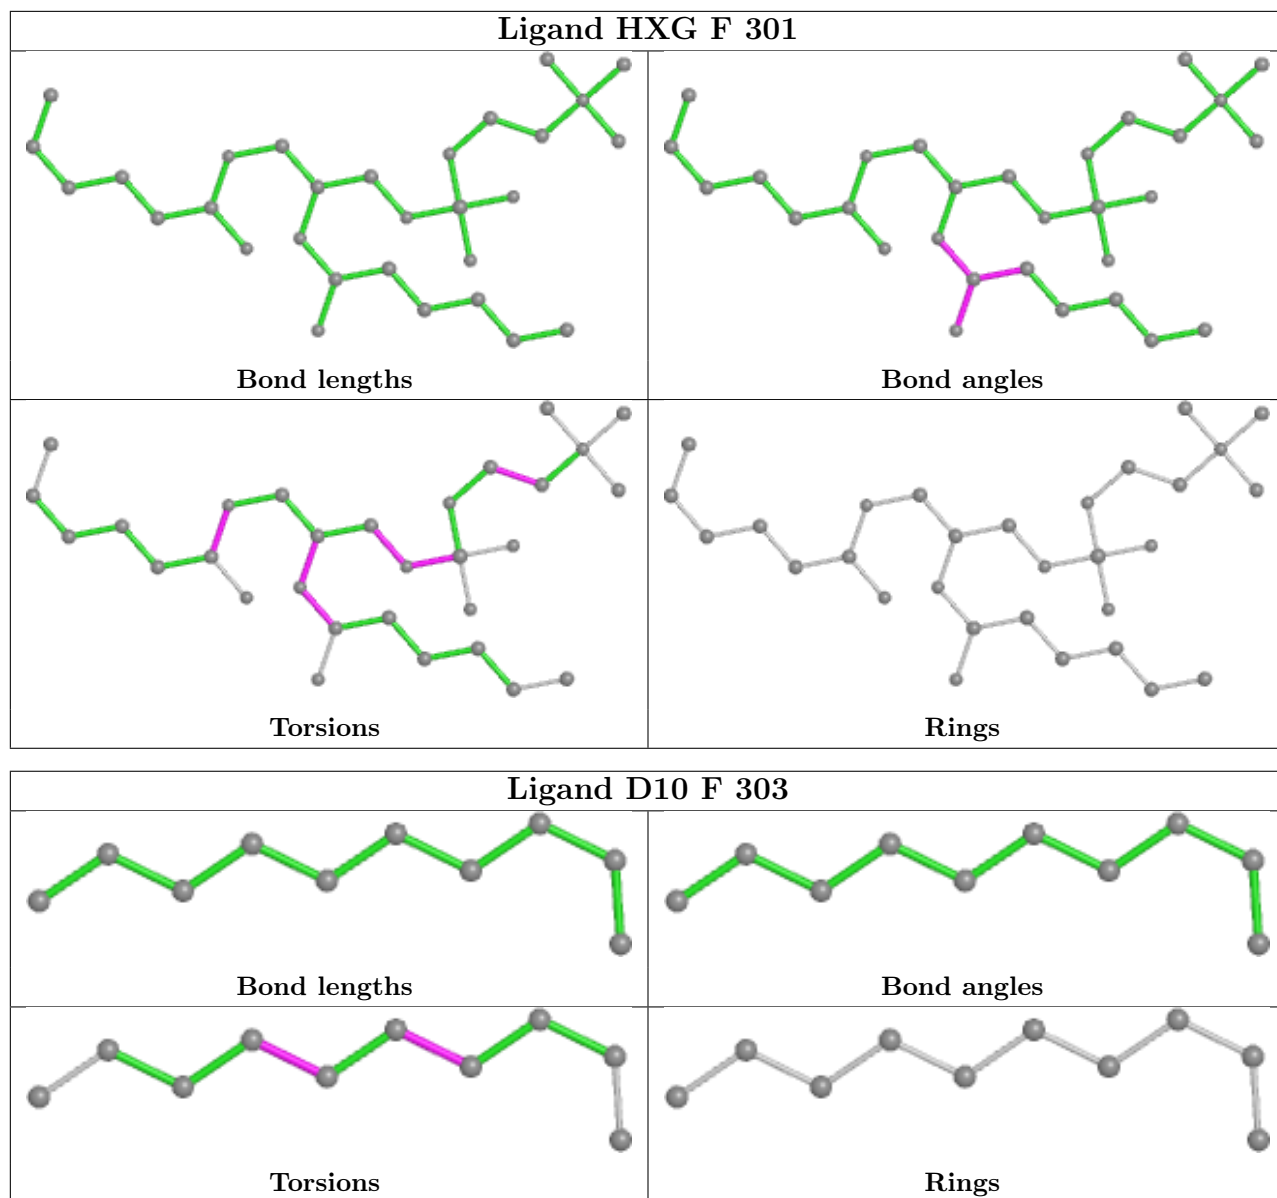 Ligand HXG F 301
Bond lengths
Bond angles
Torsions
Rings
Ligand D10 F 303
Bond lengths
Bond angles
Torsions
Rings